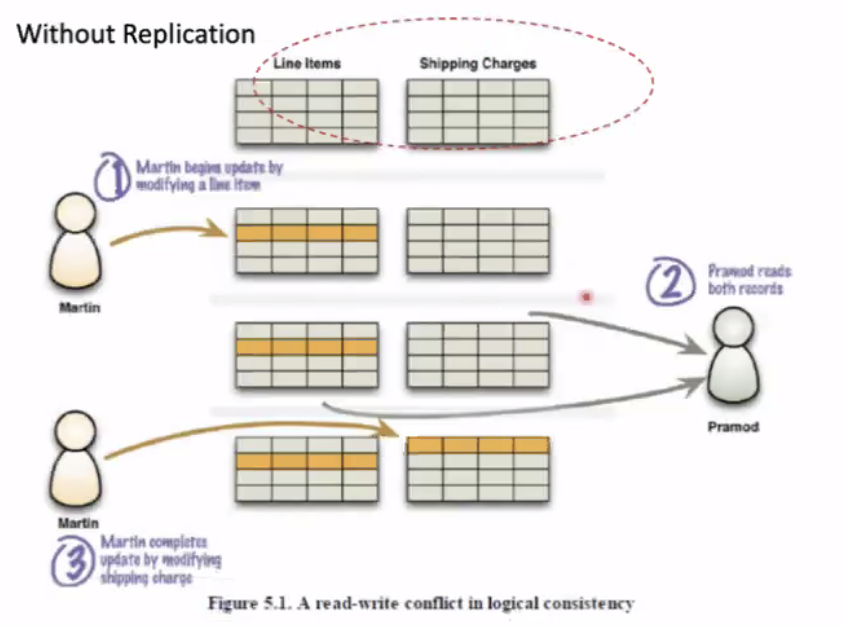 Without Replication
Line Items
Shipping Charges
1
Martin begins update by
modifying a line item
Martin
2
Pramod reads
both records
Pramod
Martin
3
Martin completes
update by modifying
shipping charge
Figure 5.1. A read-write conflict in logical consistency